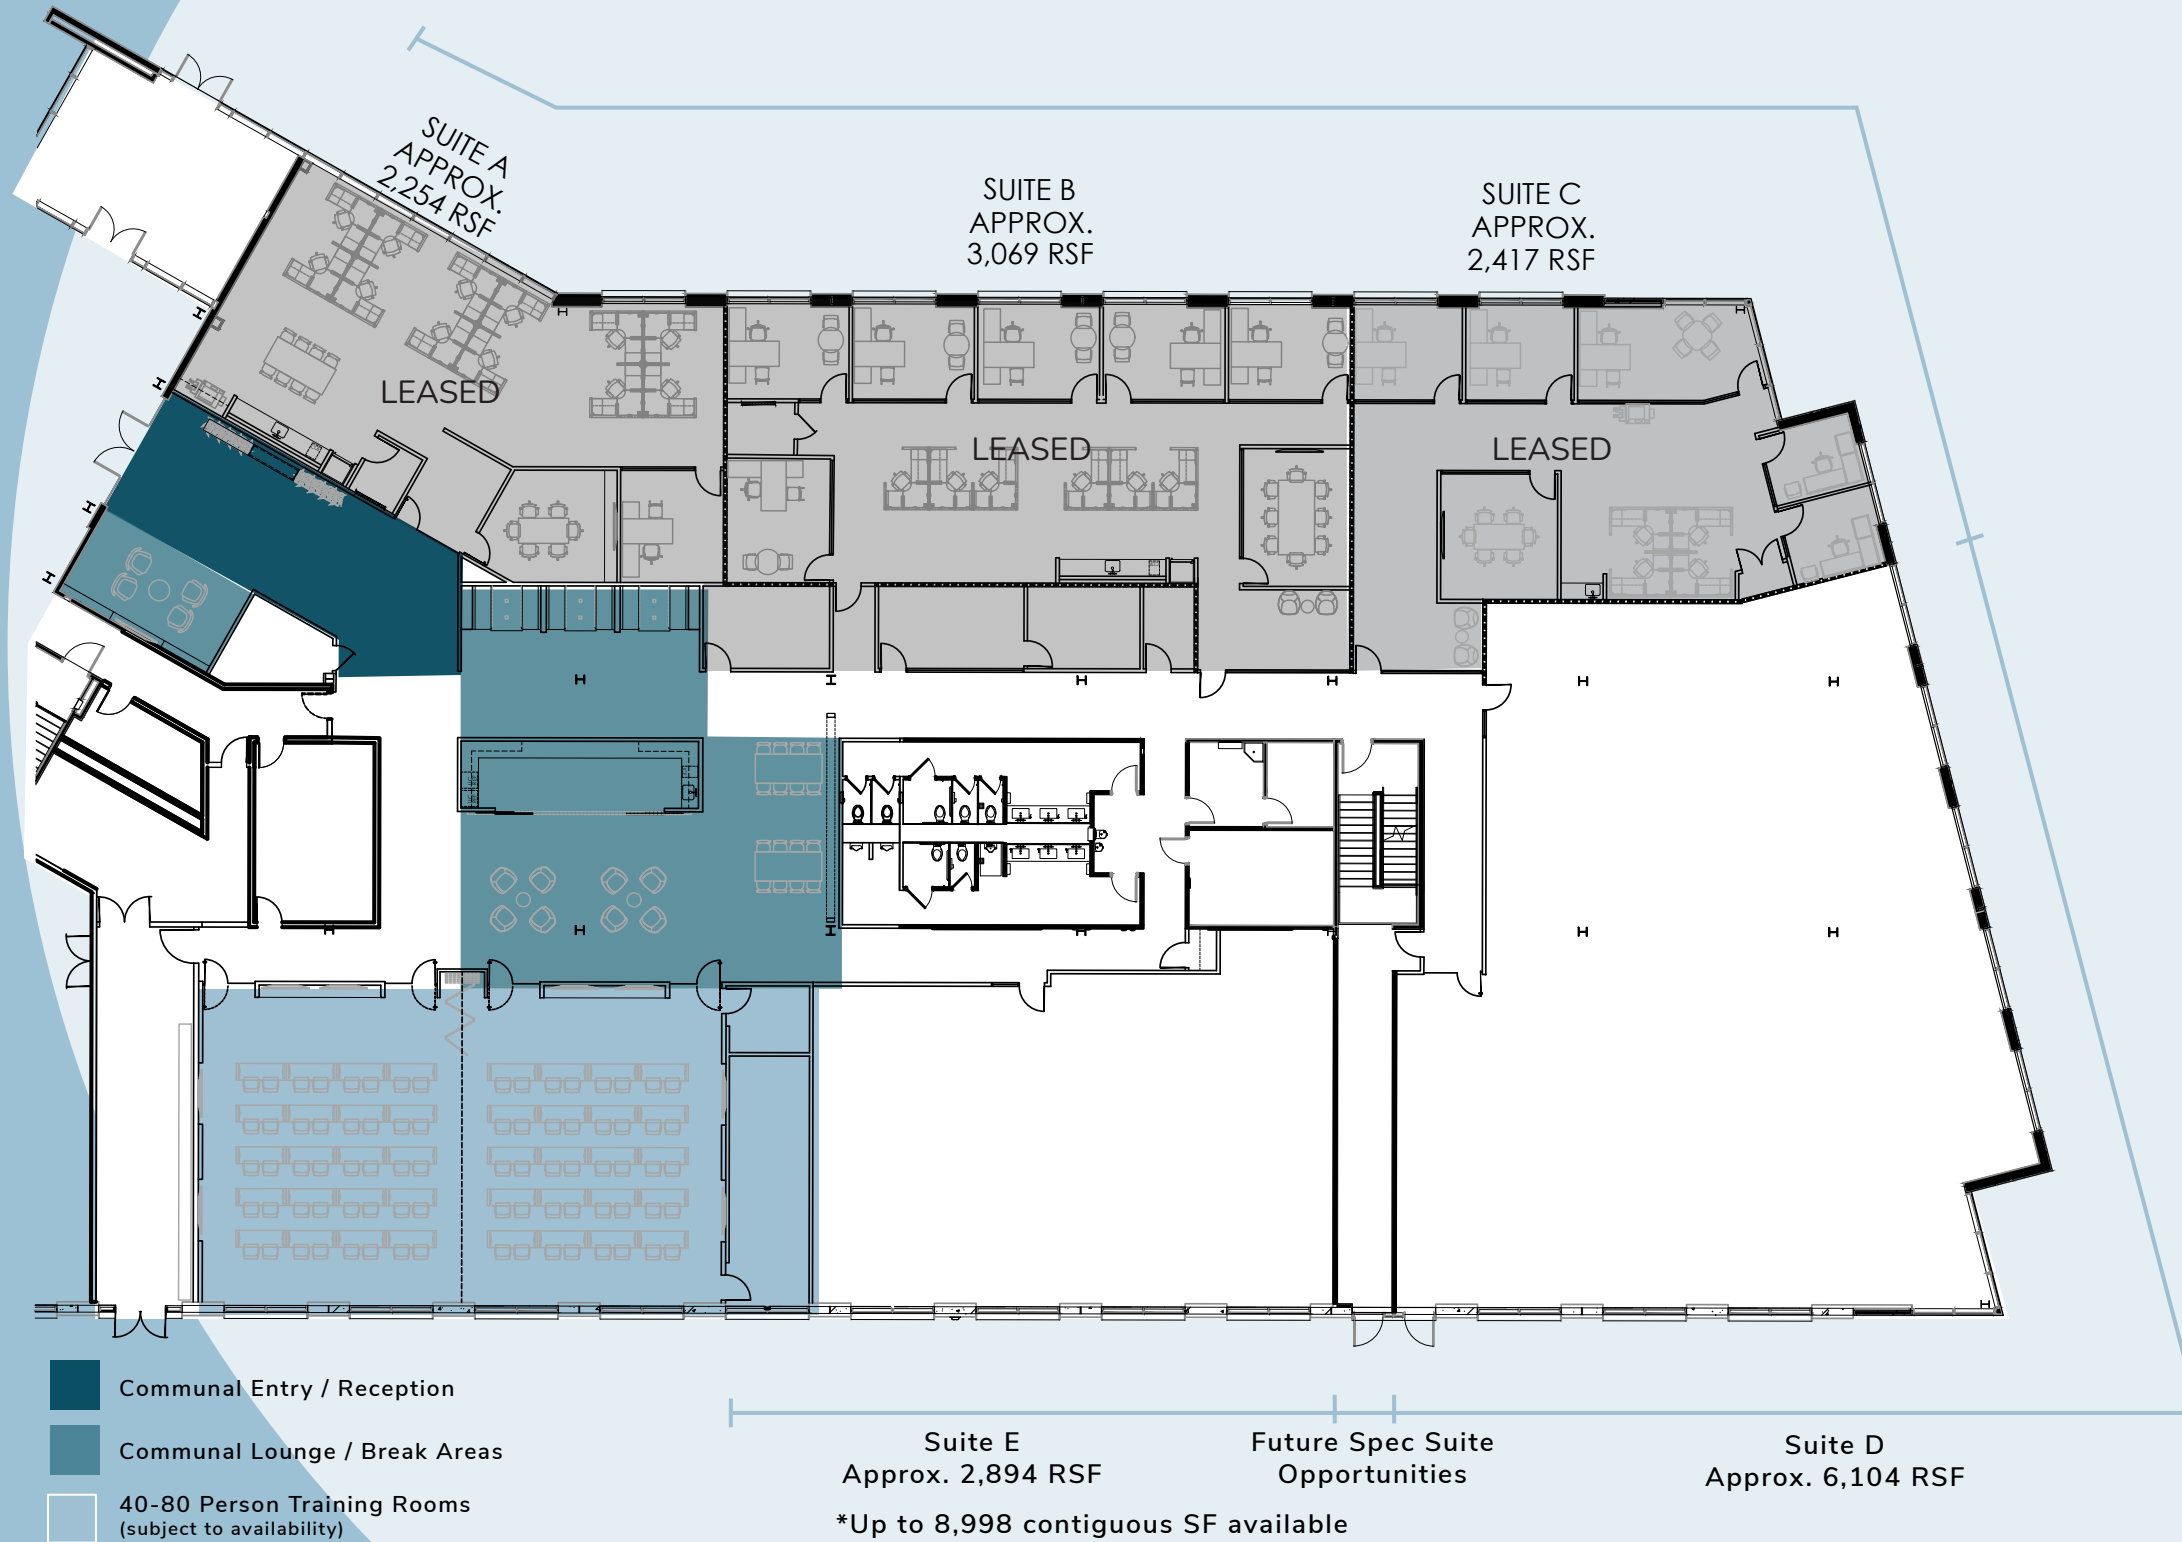 SUITE A
APPROX.
2,254 RSF
SUITE B
APPROX.
3,069 RSF
SUITE C
APPROX.
2,417 RSF
LEASED
LEASED
LEASED
Communal Entry / Reception
Communal Lounge / Break Areas
40-80 Person Training Rooms
(subject to availability)
Suite E
Approx. 2,894 RSF
Future Spec Suite
Opportunities
Suite D
Approx. 6,104 RSF
*Up to 8,998 contiguous SF available